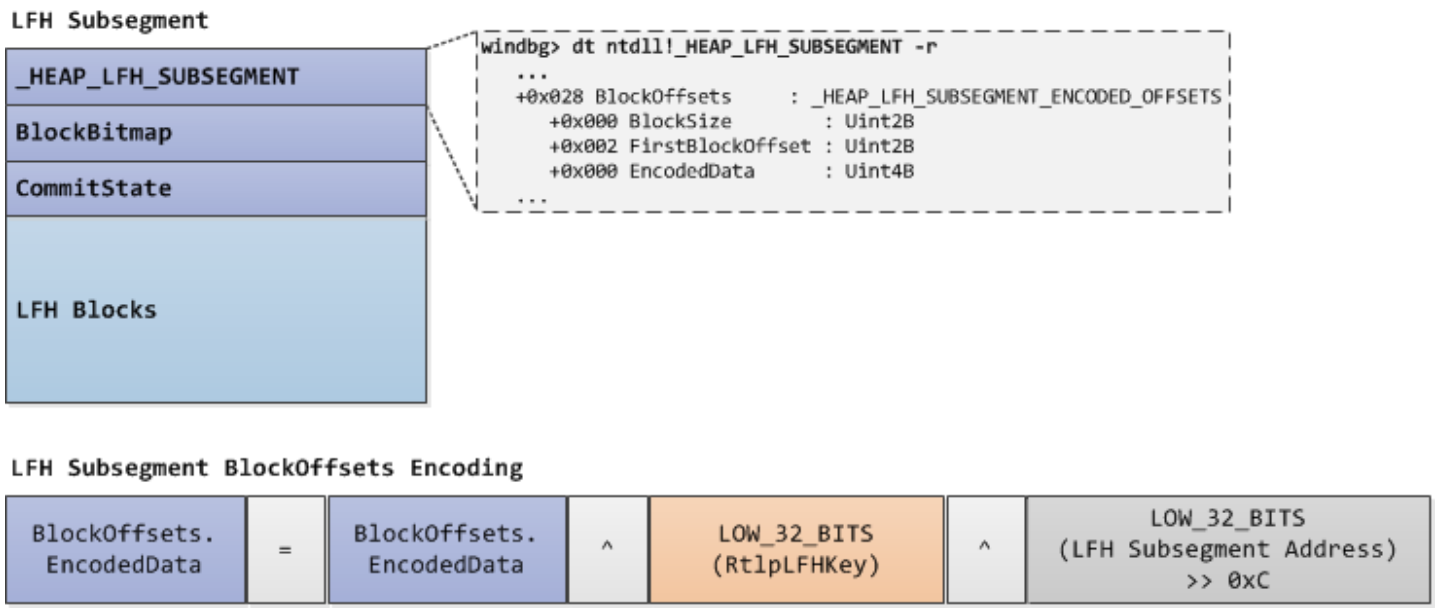 LFH Subsegment
_HEAP_LFH_SUBSEGMENT
BlockBitmap
CommitState
LFH Blocks
windbg> dt ntdll!_HEAP_LFH_SUBSEGMENT -r
...
+0x028 BlockOffsets : _HEAP_LFH_SUBSEGMENT_ENCODED_OFFSETS
+0x000 BlockSize : Uint2B
+0x002 FirstBlockOffset : Uint2B
+0x000 EncodedData : Uint4B
...
LFH Subsegment BlockOffsets Encoding
BlockOffsets.
EncodedData
=
BlockOffsets.
EncodedData
^
LOW_32_BITS
(RtlpLFHKey)
^
LOW_32_BITS
(LFH Subsegment Address)
>> 0xC